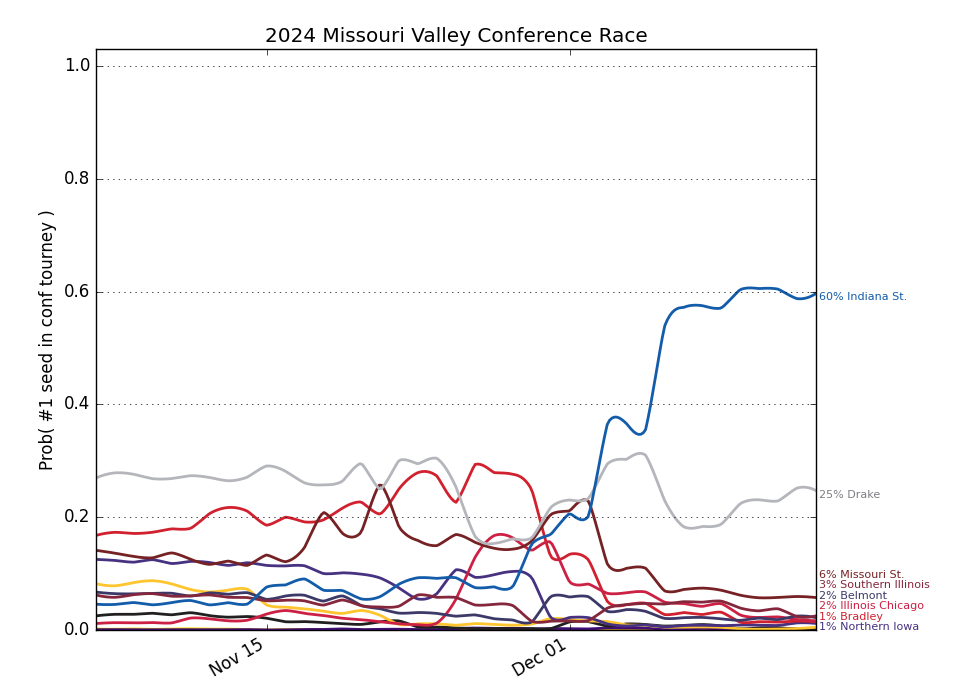 2024 Missouri Valley Conference Race
Prob( #1 seed in conf tourney )
1.0
0.8
0.6
0.4
0.2
0.0
Nov 15
Dec 01
60% Indiana St.
25% Drake
6% Missouri St.
3% Southern Illinois
2% Belmont
2% Illinois Chicago
1% Bradley
1% Northern Iowa